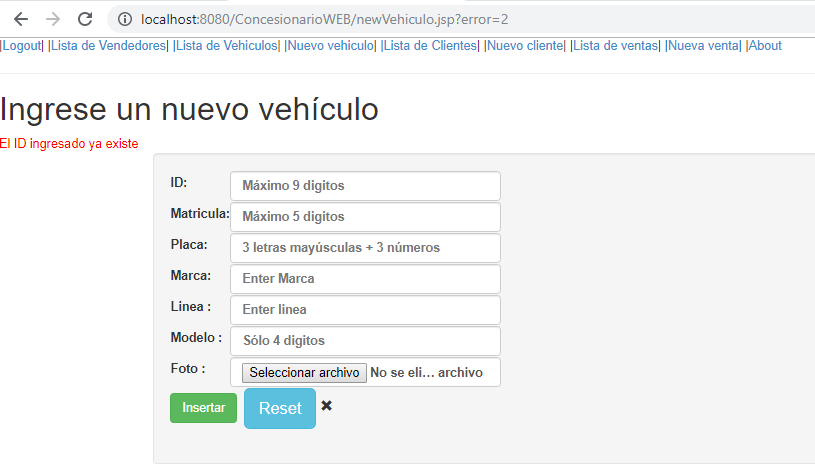 localhost:8080/ConcesionarioWEB/newVehiculo.jsp?error=2
|Logout| |Lista de Vendedores| |Lista de Vehiculos| |Nuevo vehiculo| |Lista de Clientes| |Nuevo cliente| |Lista de ventas| |Nueva venta| |About
Ingrese un nuevo vehículo
El ID ingresado ya existe
ID: Máximo 9 digitos
Matricula: Máximo 5 digitos
Placa: 3 letras mayúsculas + 3 números
Marca: Enter Marca
Linea : Enter linea
Modelo : Sólo 4 digitos
Foto : Seleccionar archivo No se eli... archivo
Insertar Reset